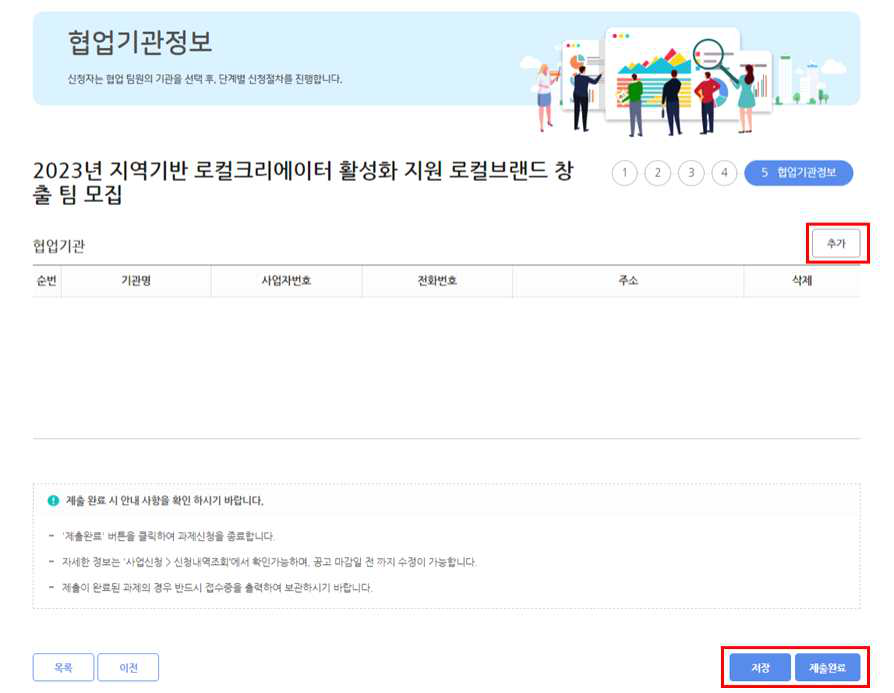 협업기관정보
신청자는 협업 팀원의 기관을 선택 후, 단계별 신청절차를 진행합니다.
2023년 지역기반 로컬크리에이터 활성화 지원 로컬브랜드 창
출 팀 모집
1 2 3 4 5 협업기관정보
협업기관
추가
순번 기관명 사업자번호 전화번호 주소 삭제
제출 완료 시 안내 사항을 확인 하시기 바랍니다.
- '제출완료' 버튼을 클릭하여 과제신청을 종료합니다.
- 자세한 정보는 '사업신청 > 신청내역조회'에서 확인가능하며, 공고 마감일 전 까지 수정이 가능합니다.
- 제출이 완료된 과제의 경우 반드시 접수증을 출력하여 보관하시기 바랍니다.
목록 이전 저장 제출완료